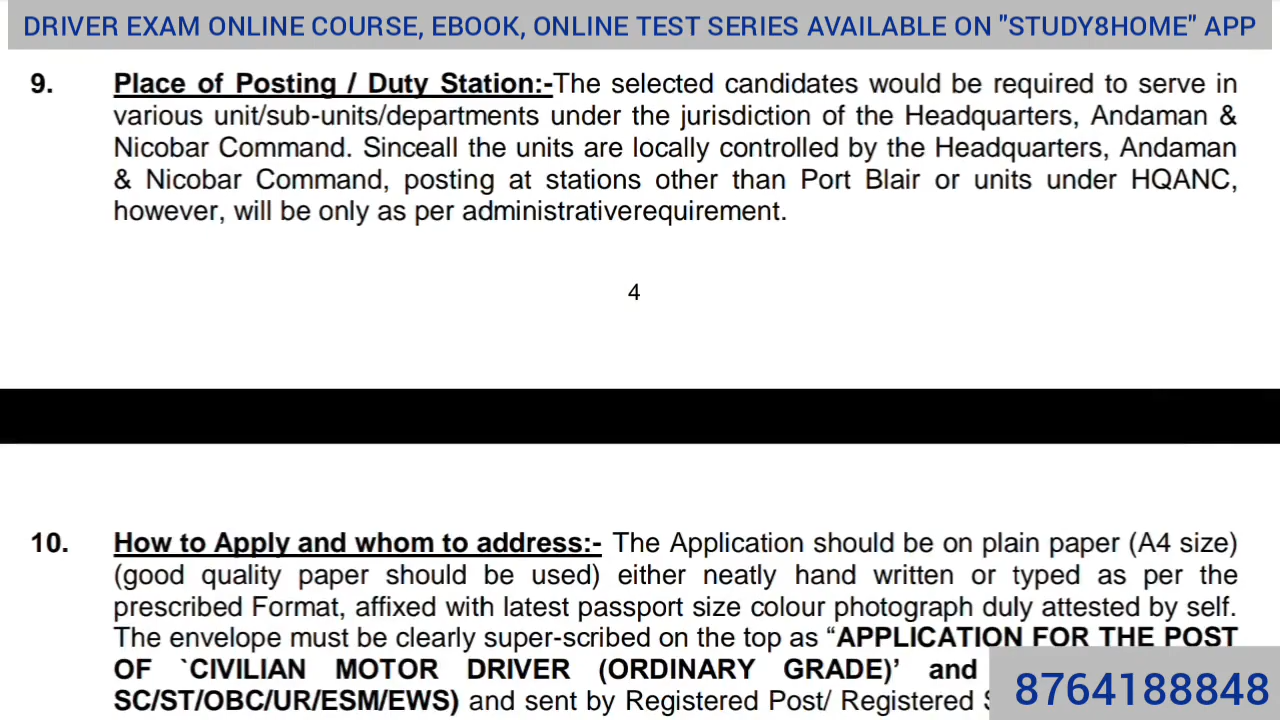 DRIVER EXAM ONLINE COURSE, EBOOK, ONLINE TEST SERIES AVAILABLE ON "STUDY8HOME" APP
9. Place of Posting / Duty Station:-The selected candidates would be required to serve in
various unit/sub-units/departments under the jurisdiction of the Headquarters, Andaman &
Nicobar Command. Sinceall the units are locally controlled by the Headquarters, Andaman
& Nicobar Command, posting at stations other than Port Blair or units under HQANC,
however, will be only as per administrativerequirement.
4
10. How to Apply and whom to address:- The Application should be on plain paper (A4 size)
(good quality paper should be used) either neatly hand written or typed as per the
prescribed Format, affixed with latest passport size colour photograph duly attested by self.
The envelope must be clearly super-scribed on the top as “APPLICATION FOR THE POST
OF `CIVILIAN MOTOR DRIVER (ORDINARY GRADE)’ and
SC/ST/OBC/UR/ESM/EWS) and sent by Registered Post/ Registered
8764188848